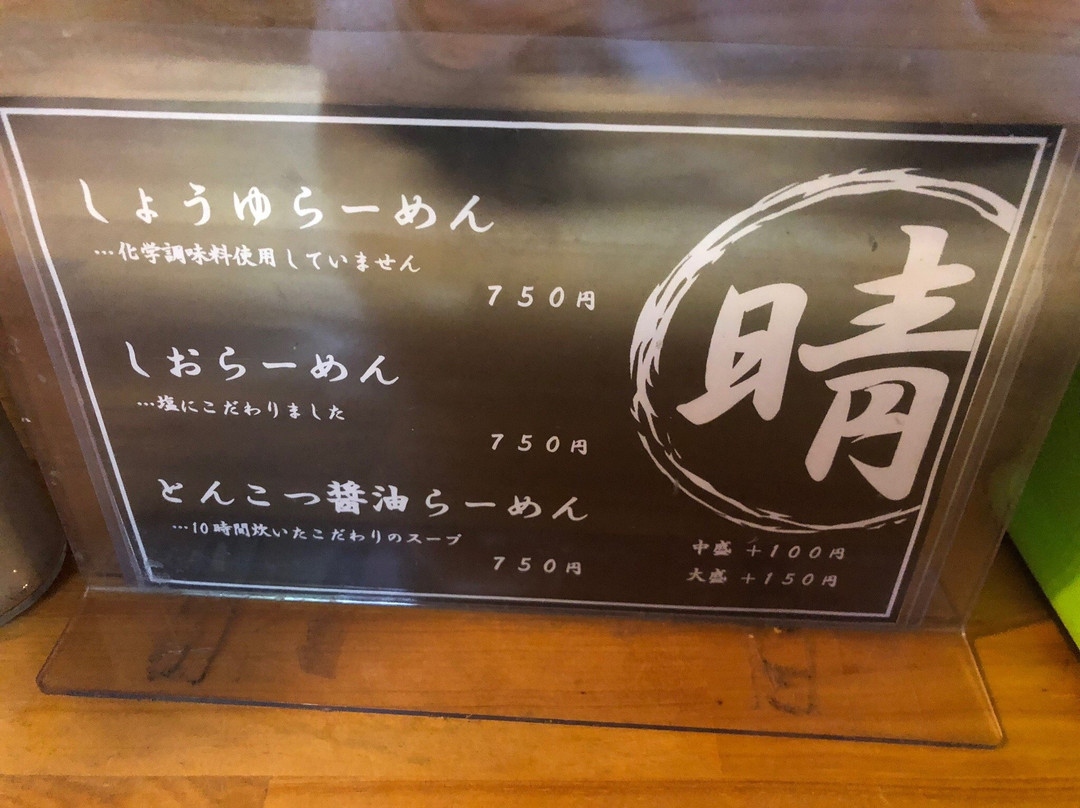 しょうゆらーめん
…化学調味料使用していません
750円
しおらーめん
…塩にこだわりました
750円
とんこつ醤油らーめん
…10時間炊いたこだわりのスープ
750円
晴
中盛 +100円
大盛 +150円